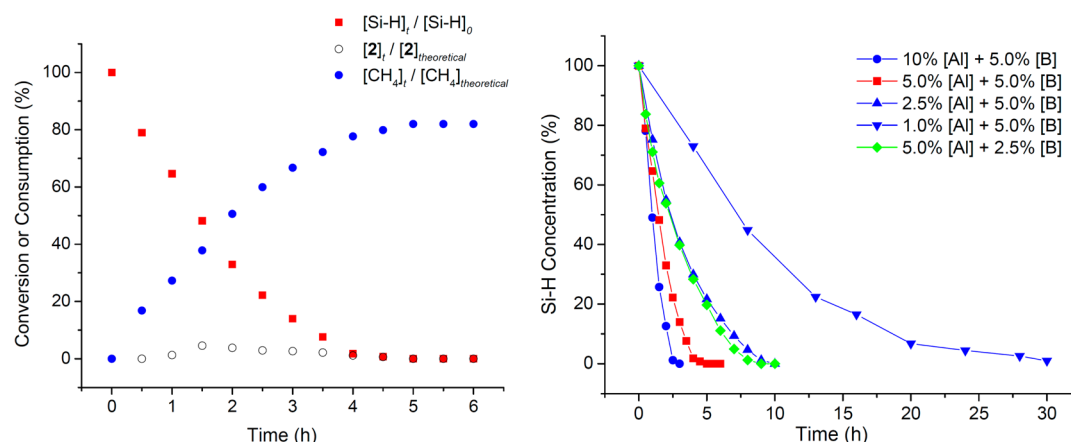 [Si-H]t / [Si-H]0
[2]t / [2]theoretical
[CH4]t / [CH4]theoretical
Conversion or Consumption (%)
100
80
60
40
20
0
0 1 2 3 4 5 6
Time (h)
10% [Al] + 5.0% [B]
5.0% [Al] + 5.0% [B]
2.5% [Al] + 5.0% [B]
1.0% [Al] + 5.0% [B]
5.0% [Al] + 2.5% [B]
Si-H Concentration (%)
100
80
60
40
20
0
0 5 10 15 20 25 30
Time (h)